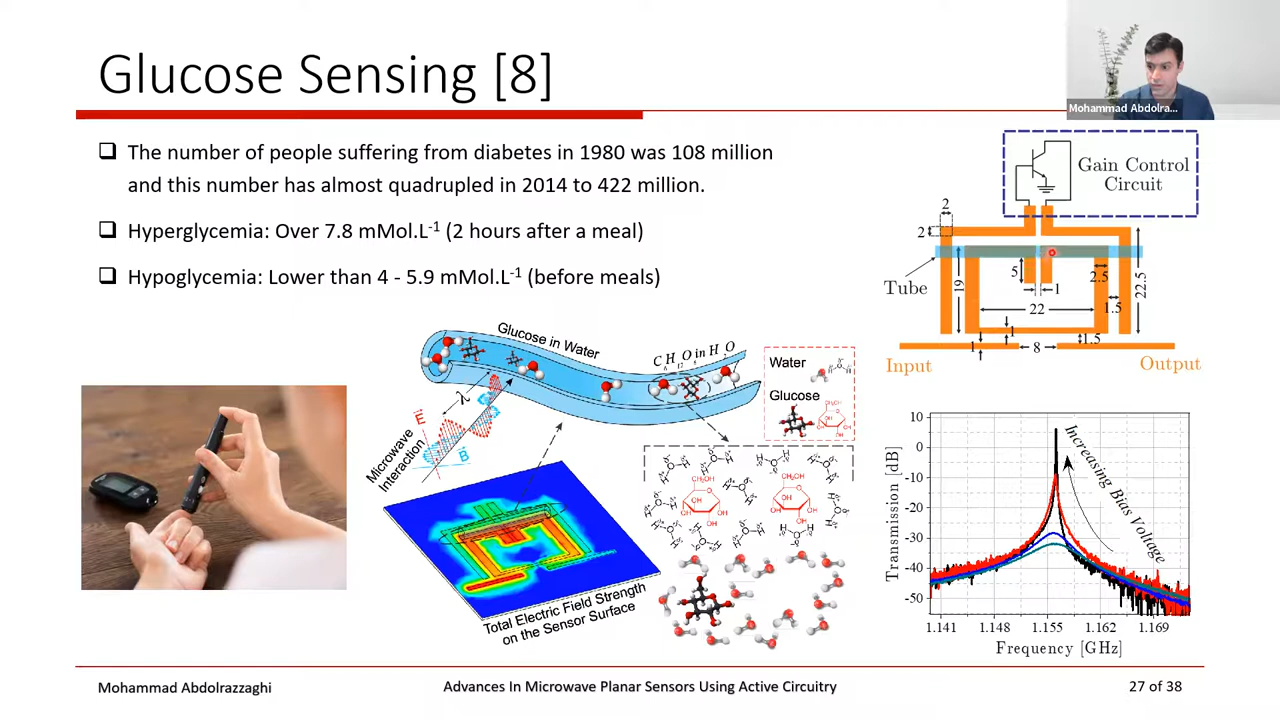 Glucose Sensing [8]
Mohammad Abdolra...
❑ The number of people suffering from diabetes in 1980 was 108 million
and this number has almost quadrupled in 2014 to 422 million.
❑ Hyperglycemia: Over 7.8 mMol.L⁻¹ (2 hours after a meal)
❑ Hypoglycemia: Lower than 4 - 5.9 mMol.L⁻¹ (before meals)
Gain Control
Circuit
2
2
Tube
5
19
1
2.5
22.5
22
1.5
1
1
8
1.5
Input
Output
Glucose in Water
C₆H₁₂O₆ in H₂O
λ
E
B
Microwave
Interaction
Water
Glucose
Total Electric Field Strength
on the Sensor Surface
10
0
-10
-20
-30
-40
-50
Transmission [dB]
Increasing Bias Voltage
1.141 1.148 1.155 1.162 1.169
Frequency [GHz]
Mohammad Abdolrazzaghi
Advances In Microwave Planar Sensors Using Active Circuitry
27 of 38